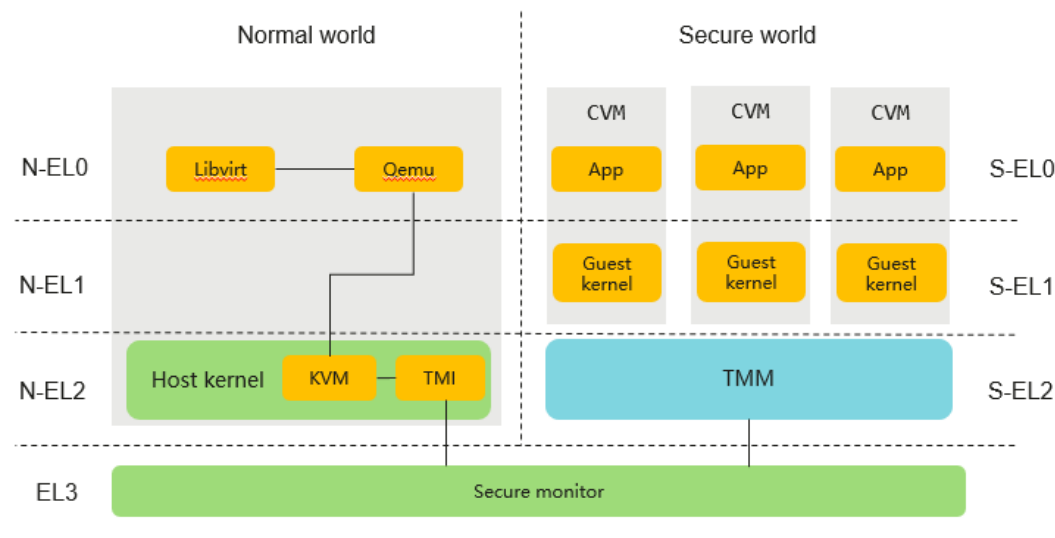 Normal world
Secure world
CVM
CVM
CVM
N-EL0
Libvirt
Qemu
App
App
App
S-EL0
N-EL1
Guest
kernel
Guest
kernel
Guest
kernel
S-EL1
N-EL2
Host kernel
KVM
TMI
TMM
S-EL2
EL3
Secure monitor